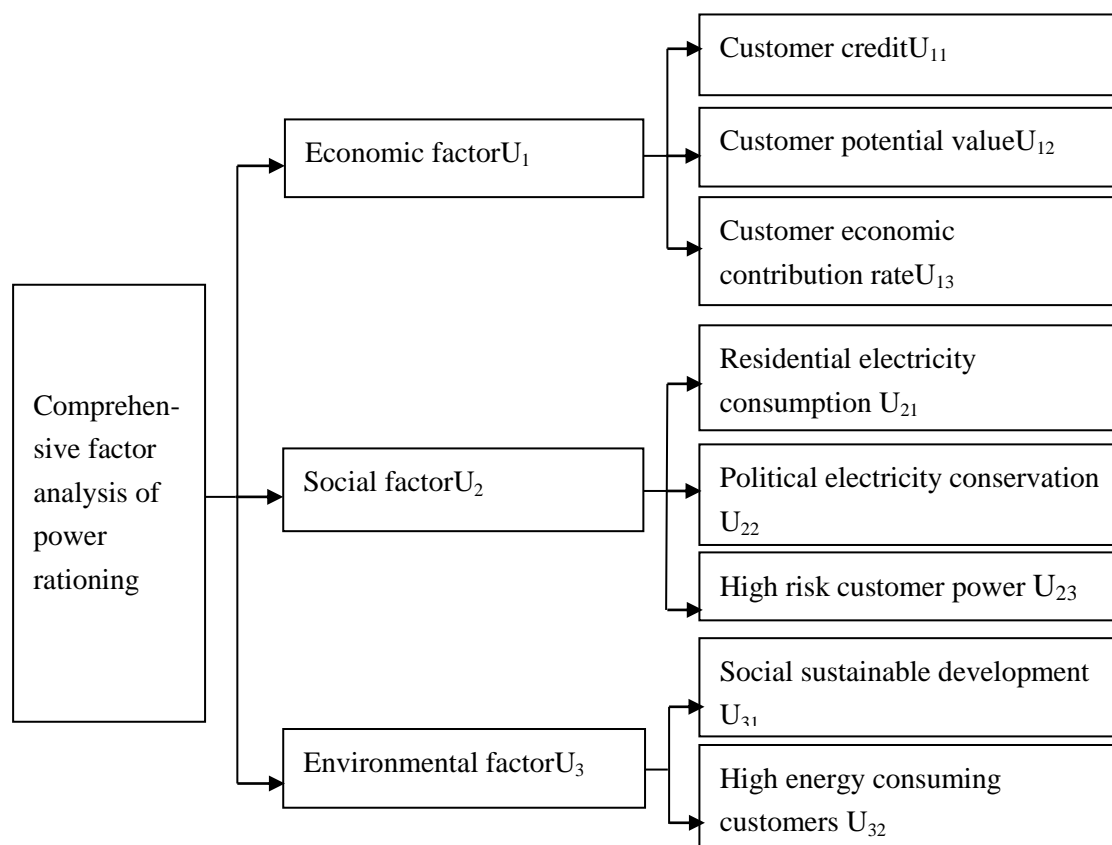 Comprehen-
sive factor
analysis of
power
rationing
Economic factorU₁
Customer creditU₁₁
Customer potential valueU₁₂
Customer economic
contribution rateU₁₃
Social factorU₂
Residential electricity
consumption U₂₁
Political electricity conservation
U₂₂
High risk customer power U₂₃
Environmental factorU₃
Social sustainable development
U₃₁
High energy consuming
customers U₃₂